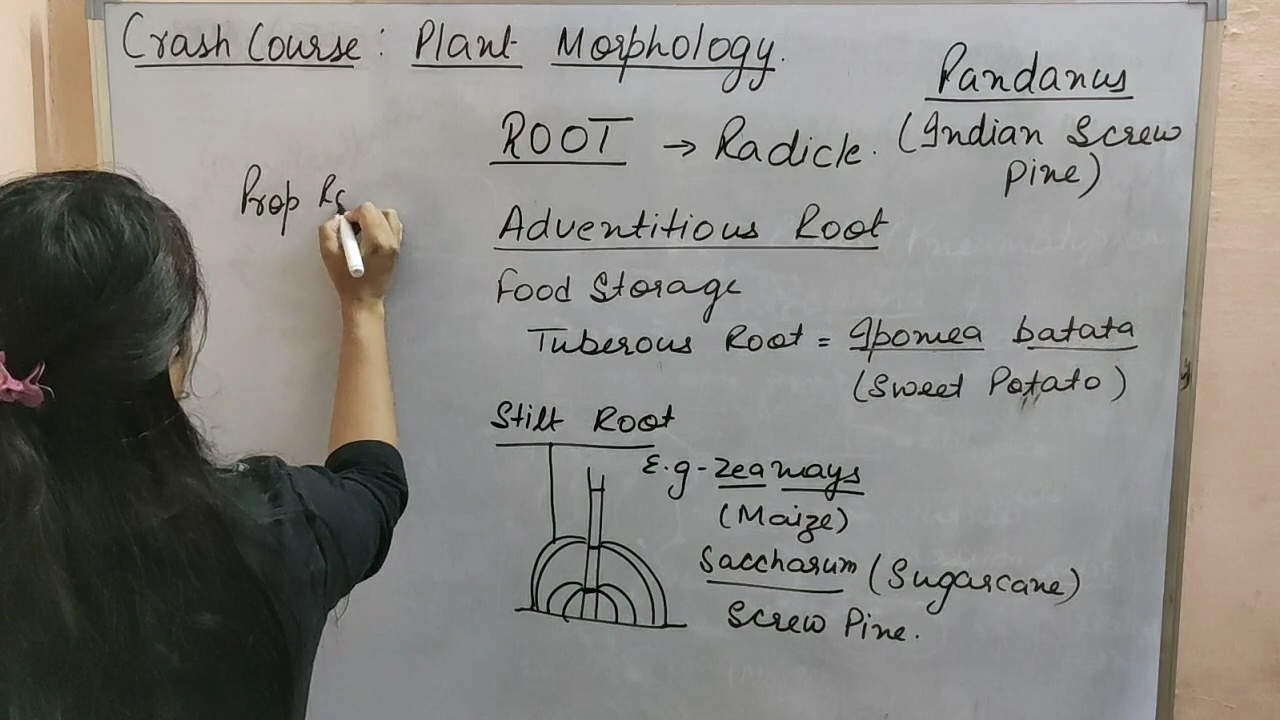 Crash Course : Plant Morphology.
Pandanus
(Indian Screw
Pine)
ROOT → Radicle.
Prop Ro
Adventitious Root
Food Storage
Tuberous Root = Ipomea batata
(Sweet Potato)
Stilt Root
E.g - Zea mays
(Maize)
Saccharum (Sugarcane)
Screw Pine.